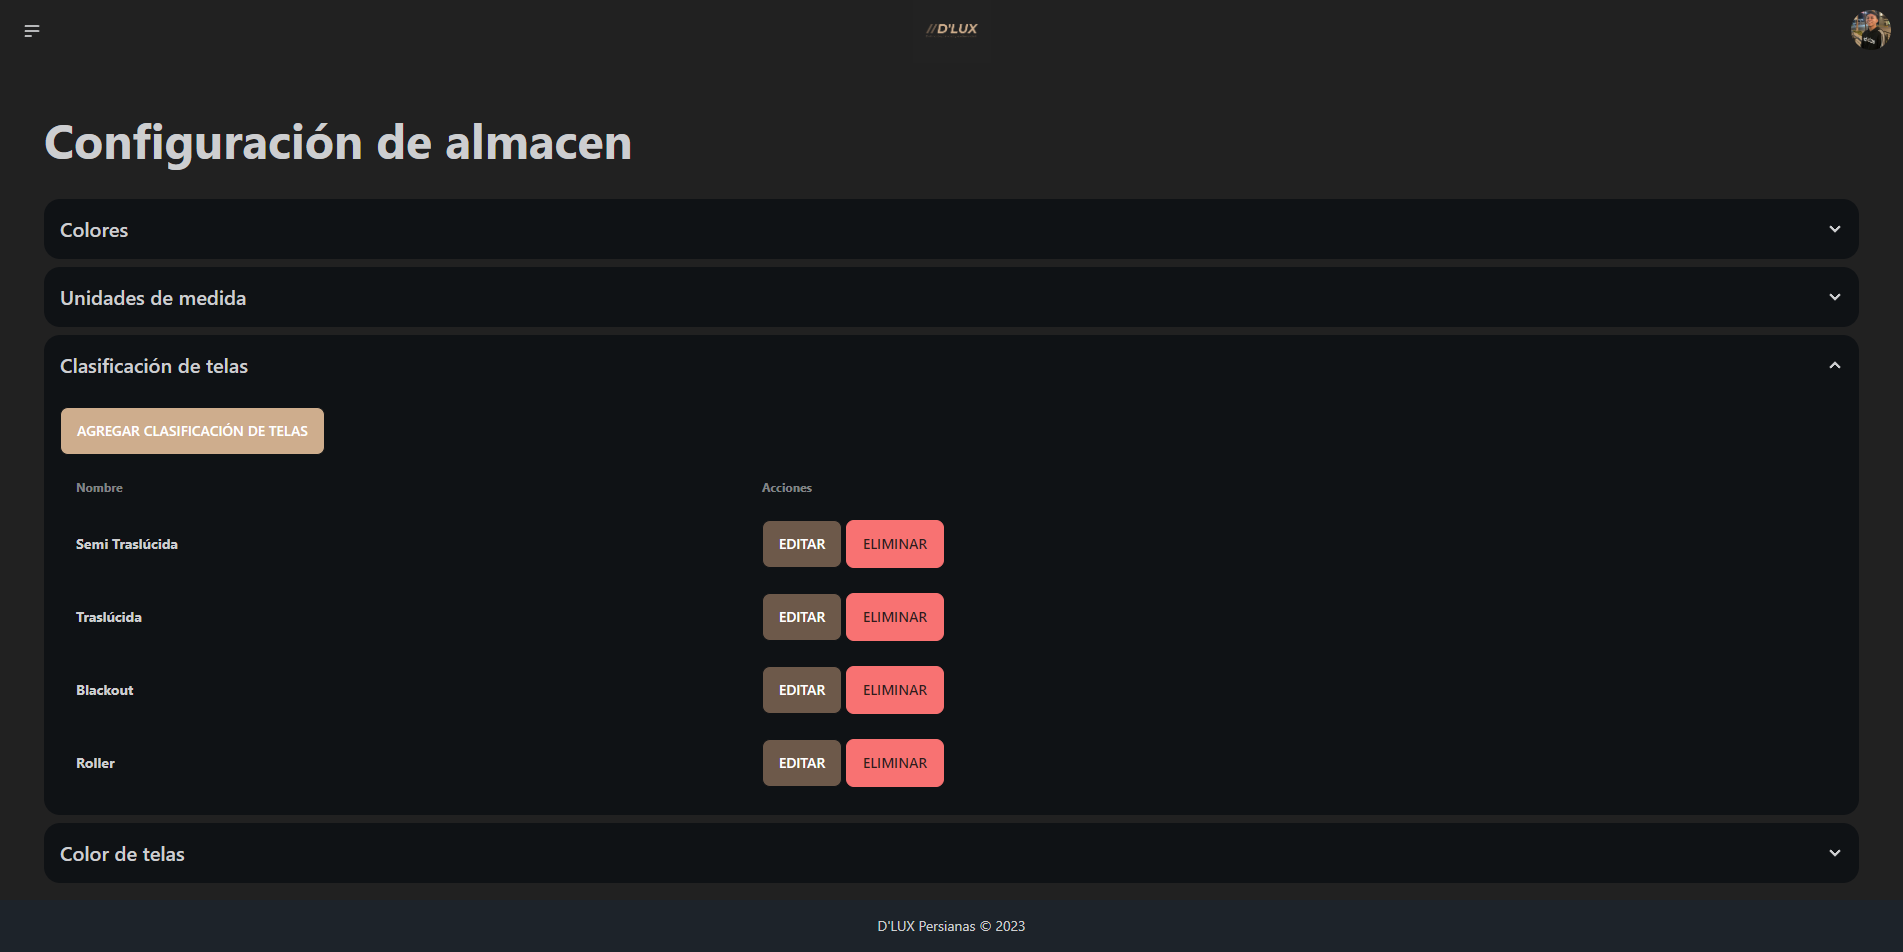 //D'LUX
Configuración de almacen
Colores
Unidades de medida
Clasificación de telas
AGREGAR CLASIFICACIÓN DE TELAS
Nombre Acciones
Semi Traslúcida EDITAR ELIMINAR
Traslúcida EDITAR ELIMINAR
Blackout EDITAR ELIMINAR
Roller EDITAR ELIMINAR
Color de telas
D'LUX Persianas © 2023